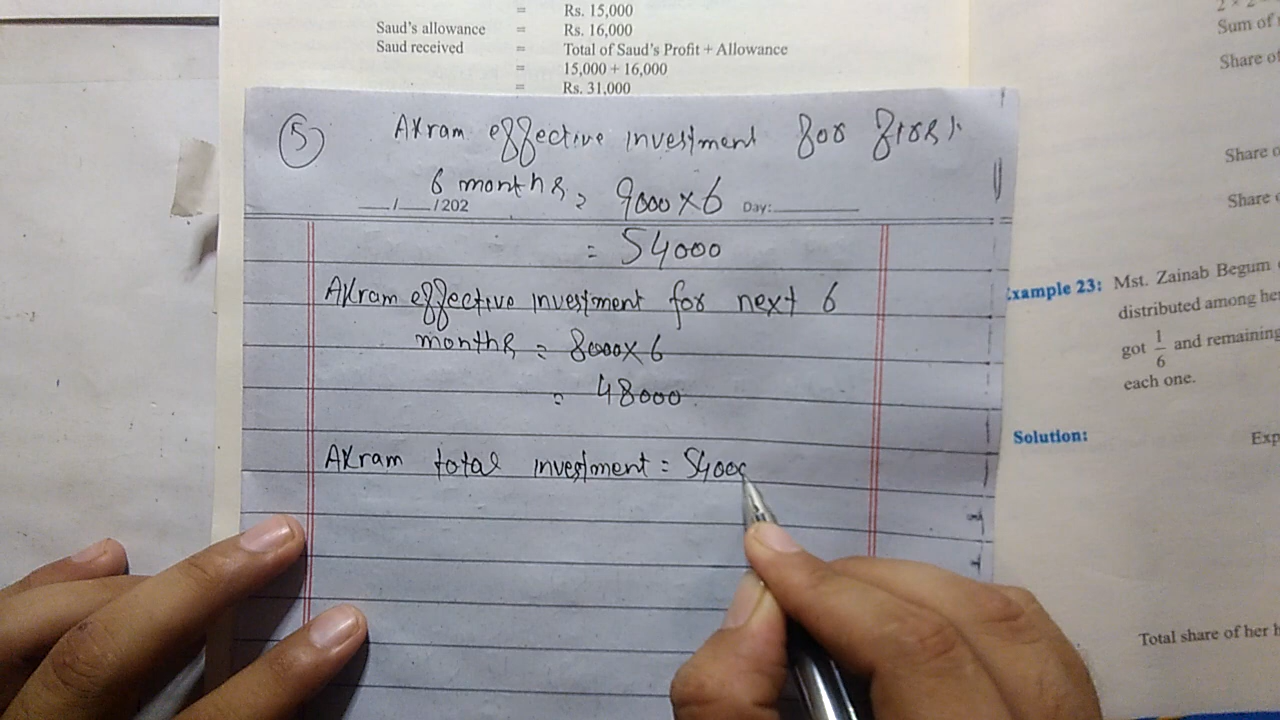 = Rs. 15,000
Saud's allowance = Rs. 16,000
Saud received = Total of Saud's Profit + Allowance
= 15,000 + 16,000
= Rs. 31,000
Sum of
Share of
Share
Share
5 Akram effective investment for first
6 months = 9000×6
__/__/202 Day:
= 54000
Akram effective investment for next 6
months = 8000×6
= 48000
Akram total investment = 54000
Example 23: Mst. Zainab Begum
distributed among her
got 1/6 and remaining
each one.
Solution:
Total share of her